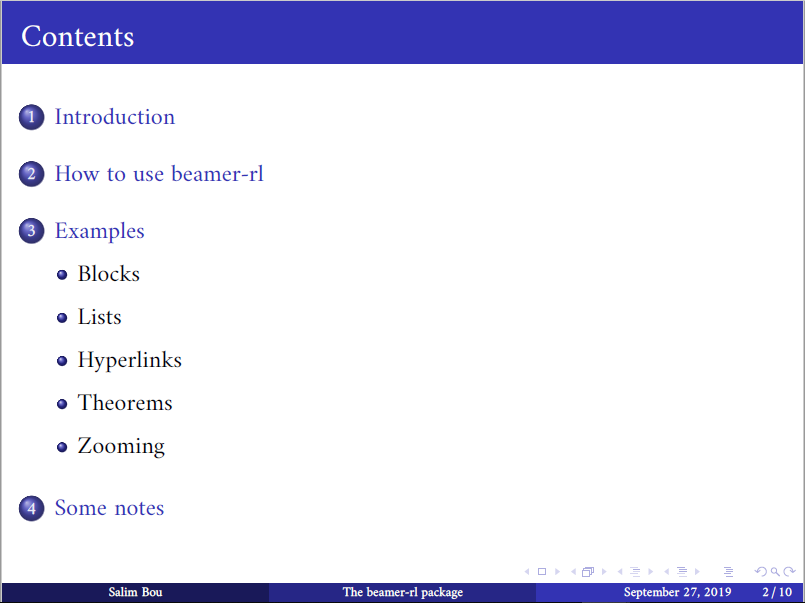 Contents
1 Introduction
2 How to use beamer-rl
3 Examples
Blocks
Lists
Hyperlinks
Theorems
Zooming
4 Some notes
Salim Bou The beamer-rl package September 27, 2019 2 / 10